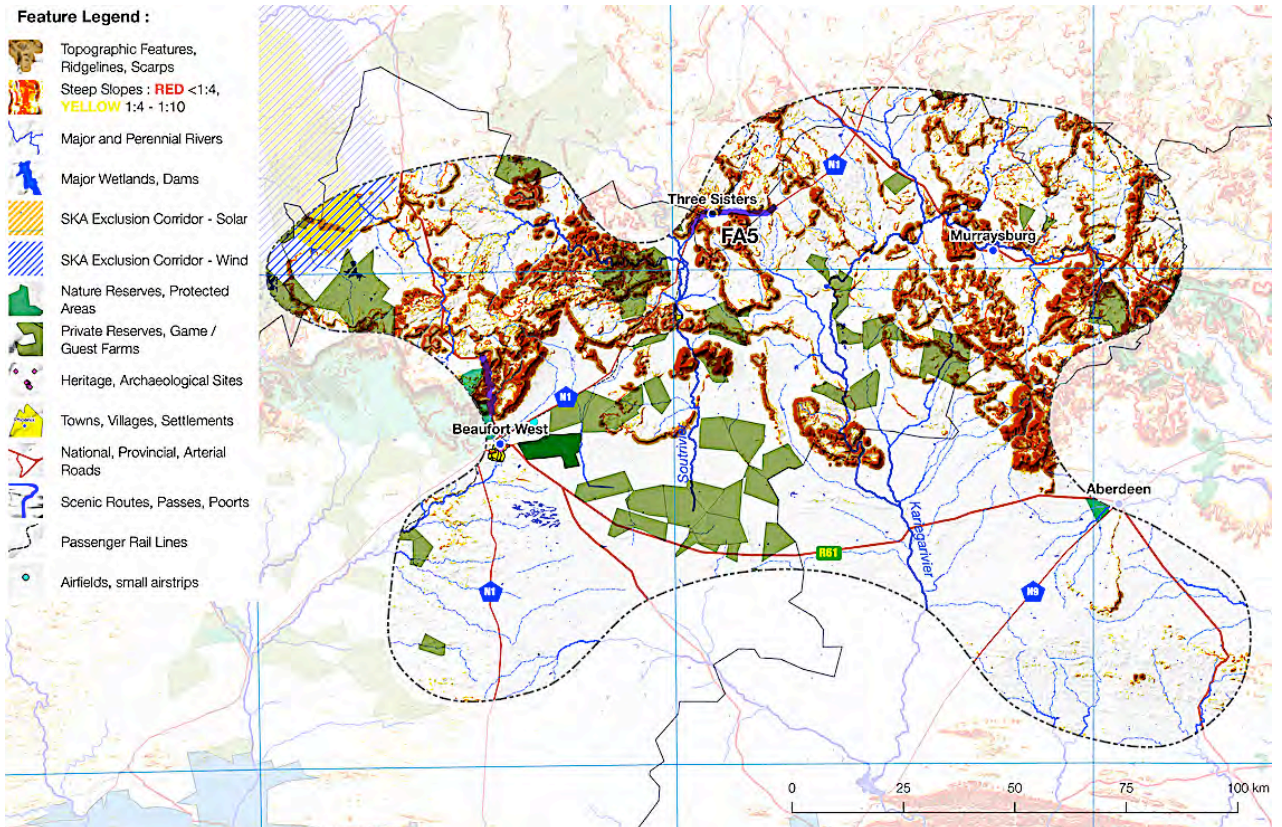 Feature Legend :
Topographic Features,
Ridgelines, Scarps
Steep Slopes : RED <1:4,
YELLOW 1:4 - 1:10
Major and Perennial Rivers
Major Wetlands, Dams
SKA Exclusion Corridor - Solar
SKA Exclusion Corridor - Wind
Nature Reserves, Protected
Areas
Private Reserves, Game /
Guest Farms
Heritage, Archaeological Sites
Towns, Villages, Settlements
National, Provincial, Arterial
Roads
Scenic Routes, Passes, Poorts
Passenger Rail Lines
Airfields, small airstrips
N1
Three Sisters
FA5
Murraysburg
N1
Beaufort-West
Soutrivier
Aberdeen
Kariegarivier
R61
N1
N9
0 25 50 75 100 km